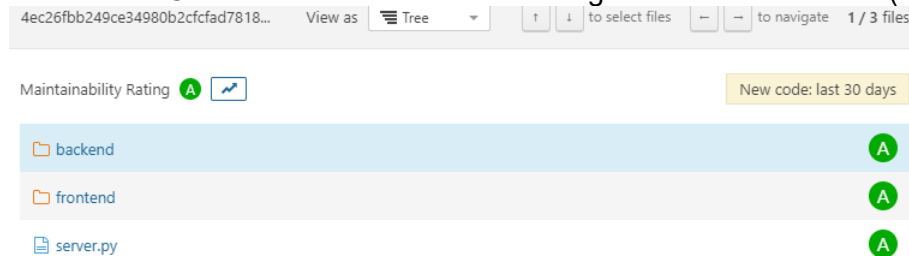 4ec26fbb249ce34980b2cfcfad7818... View as Tree ↑ ↓ to select files ← → to navigate 1 / 3 files
Maintainability Rating A New code: last 30 days
backend A
frontend A
server.py A